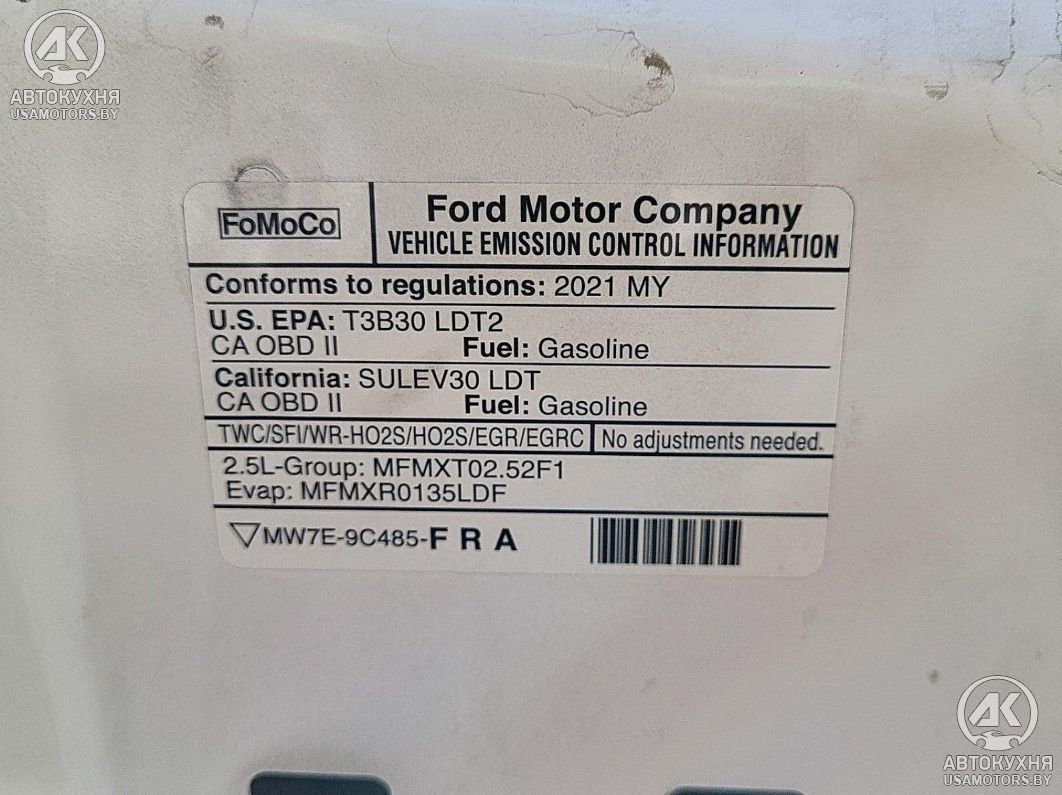 АК
АВТОКУХНЯ
USAMOTORS.BY
FoMoCo
Ford Motor Company
VEHICLE EMISSION CONTROL INFORMATION
Conforms to regulations: 2021 MY
U.S. EPA: T3B30 LDT2
CA OBD II Fuel: Gasoline
California: SULEV30 LDT
CA OBD II Fuel: Gasoline
TWC/SFI/WR-HO2S/HO2S/EGR/EGRC No adjustments needed.
2.5L-Group: MFMXT02.52F1
Evap: MFMXR0135LDF
MW7E-9C485-F R A
АК
АВТОКУХНЯ
USAMOTORS.BY